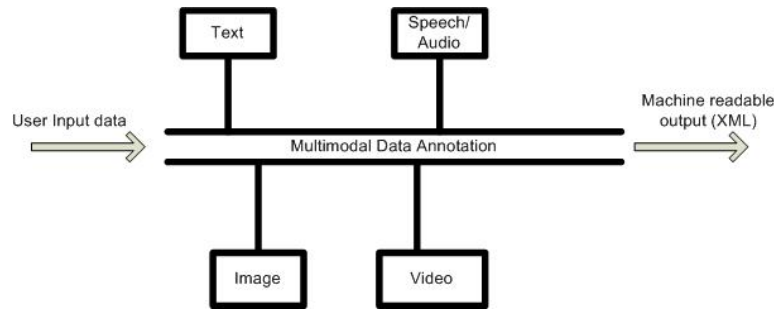 Text
Speech/
Audio
User Input data
Multimodal Data Annotation
Machine readable
output (XML)
Image
Video